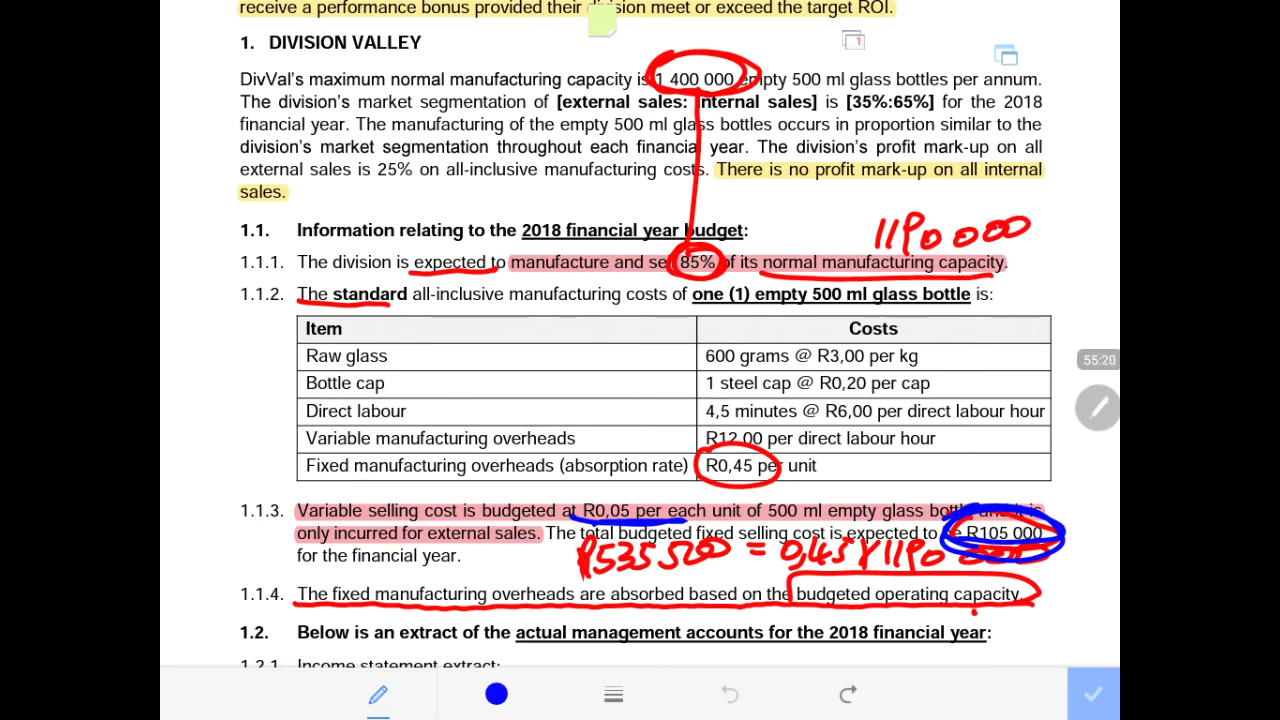 receive a performance bonus provided their division meet or exceed the target ROI.
1. DIVISION VALLEY
1
DivVal's maximum normal manufacturing capacity is 1 400 000 empty 500 ml glass bottles per annum.
The division's market segmentation of [external sales: internal sales] is [35%:65%] for the 2018
financial year. The manufacturing of the empty 500 ml glass bottles occurs in proportion similar to the
division's market segmentation throughout each financial year. The division's profit mark-up on all
external sales is 25% on all-inclusive manufacturing costs. There is no profit mark-up on all internal
sales.
1190 000
1.1. Information relating to the 2018 financial year budget:
1.1.1. The division is expected to manufacture and sell 85% of its normal manufacturing capacity.
1.1.2. The standard all-inclusive manufacturing costs of one (1) empty 500 ml glass bottle is:
Item Costs
Raw glass 600 grams @ R3,00 per kg
Bottle cap 1 steel cap @ R0,20 per cap
Direct labour 4,5 minutes @ R6,00 per direct labour hour
Variable manufacturing overheads R12,00 per direct labour hour
Fixed manufacturing overheads (absorption rate) R0,45 per unit
55:20
1.1.3. Variable selling cost is budgeted at R0,05 per each unit of 500 ml empty glass bottle and it is
only incurred for external sales. The total budgeted fixed selling cost is expected to be R105 000
for the financial year.
R535 500 = 0,45 x 1190 000
1.1.4. The fixed manufacturing overheads are absorbed based on the budgeted operating capacity.
1.2. Below is an extract of the actual management accounts for the 2018 financial year:
1.2.1. Income statement extract: